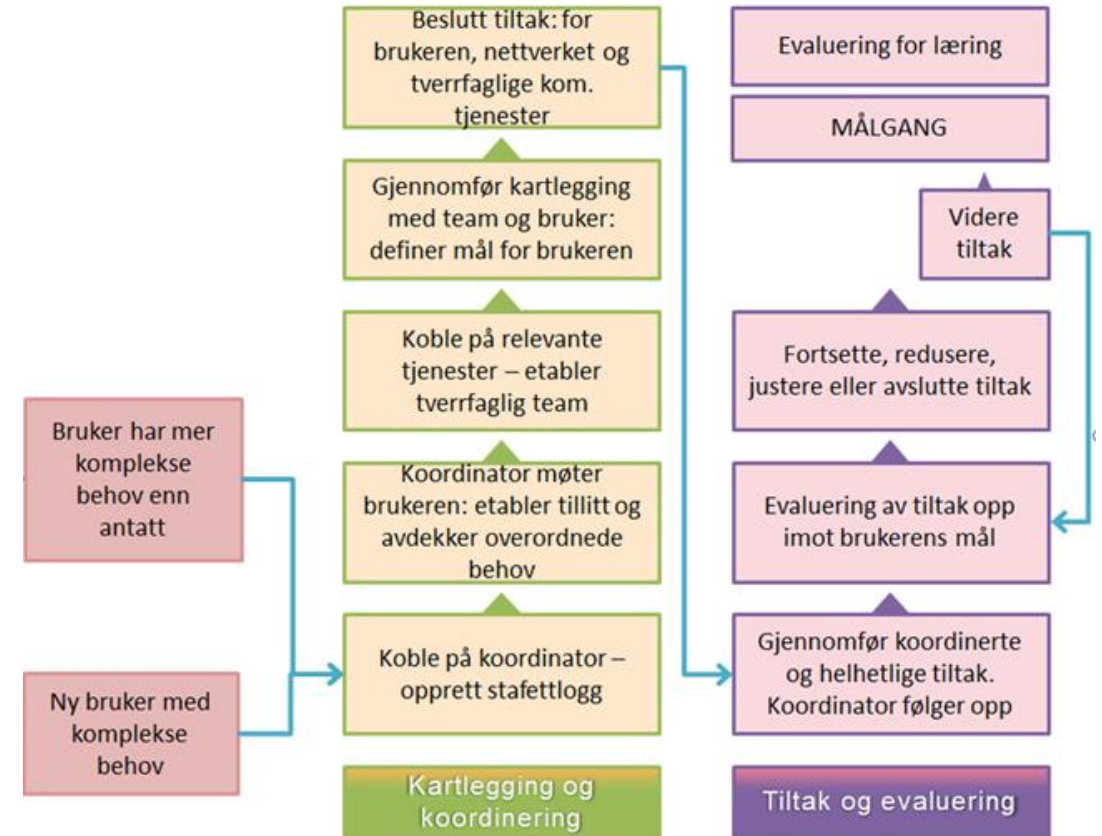 Bruker har mer
komplekse
behov enn
antatt
Ny bruker med
komplekse
behov
Beslutt tiltak: for
brukeren, nettverket og
tverrfaglige kom.
tjenester
Gjennomfør kartlegging
med team og bruker:
definer mål for brukeren
Koble på relevante
tjenester – etabler
tverrfaglig team
Koordinator møter
brukeren: etabler tillitt og
avdekker overordnede
behov
Koble på koordinator –
opprett stafettlogg
Kartlegging og
koordinering
Evaluering for læring
MÅLGANG
Videre
tiltak
Fortsette, redusere,
justere eller avslutte tiltak
Evaluering av tiltak opp
imot brukerens mål
Gjennomfør koordinerte
og helhetlige tiltak.
Koordinator følger opp
Tiltak og evaluering